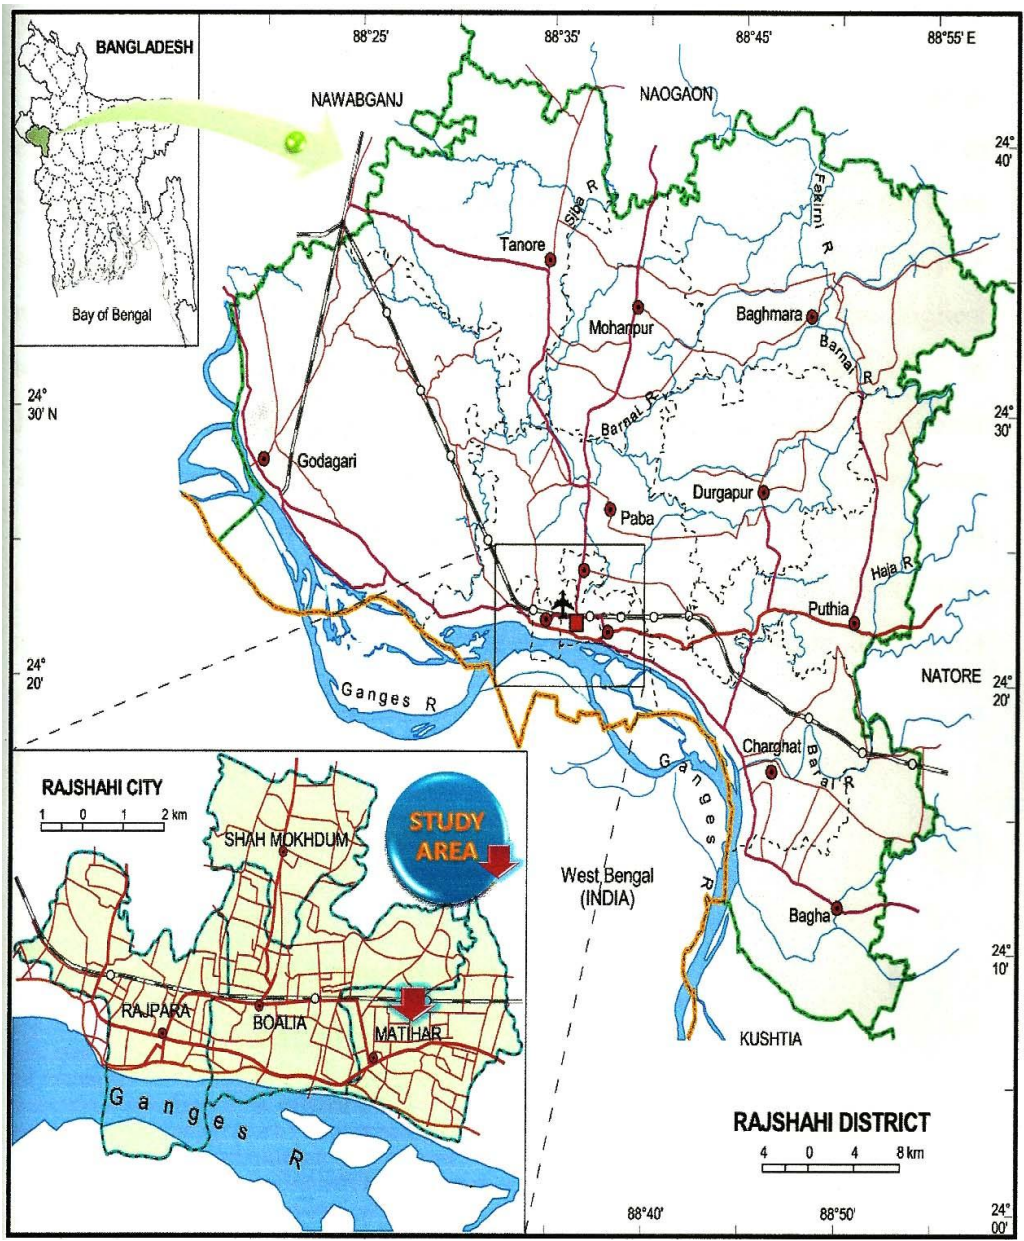 88°25'
88°35'
88°45'
88°55' E
BANGLADESH
NAWABGANJ
NAOGAON
24°
40'
Fakirni R
Siba R
Tanore
Bay of Bengal
Mohanpur
Baghmara
Barnai R
24°
30' N
24°
30'
Barnai R
Godagari
Durgapur
Paba
Haja R
Puthia
24°
20'
NATORE
24°
20'
Ganges R
Charghat
Baral R
Ganges R
RAJSHAHI CITY
1 0 1 2 km
STUDY
AREA
SHAH MOKHDUM
West Bengal
(INDIA)
Bagha
24°
10'
RAJPARA
BOALIA
MATIHAR
KUSHTIA
Ganges R
RAJSHAHI DISTRICT
4 0 4 8 km
88°40'
88°50'
24°
00'